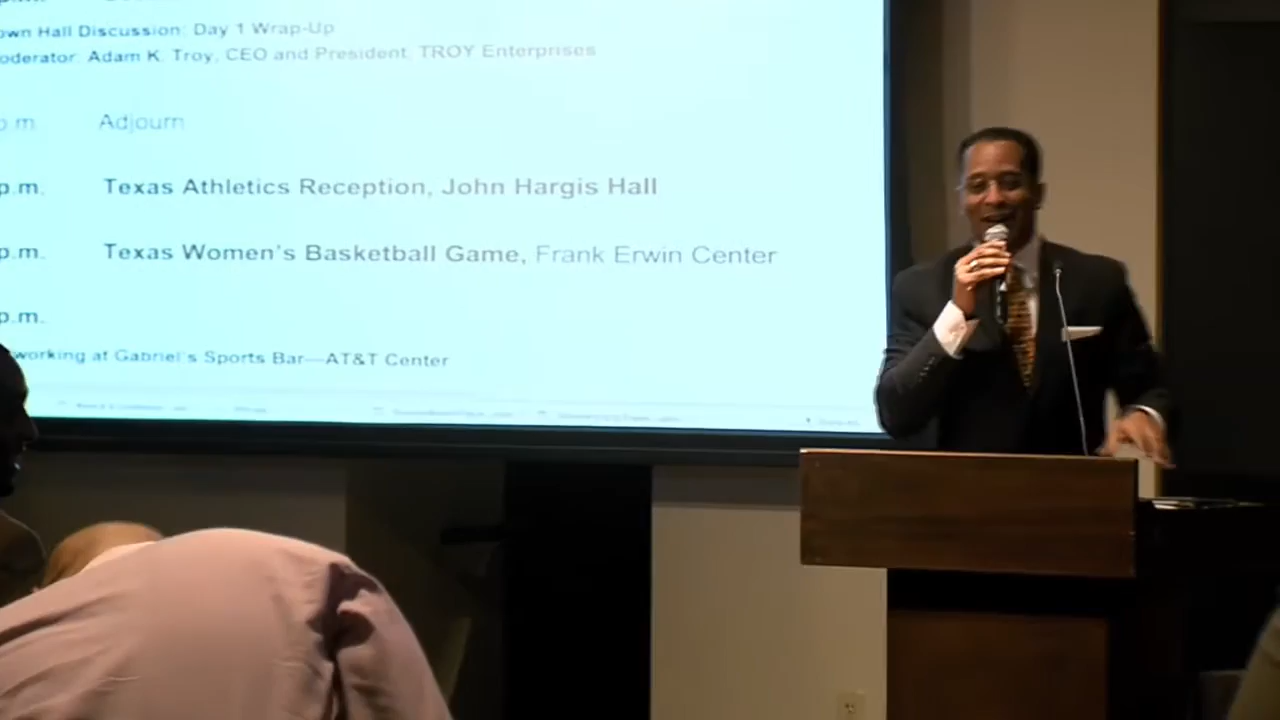 own Hall Discussion: Day 1 Wrap-Up
oderator: Adam K. Troy, CEO and President, TROY Enterprises
p.m. Adjourn
p.m. Texas Athletics Reception, John Hargis Hall
p.m. Texas Women's Basketball Game, Frank Erwin Center
p.m.
working at Gabriel's Sports Bar—AT&T Center